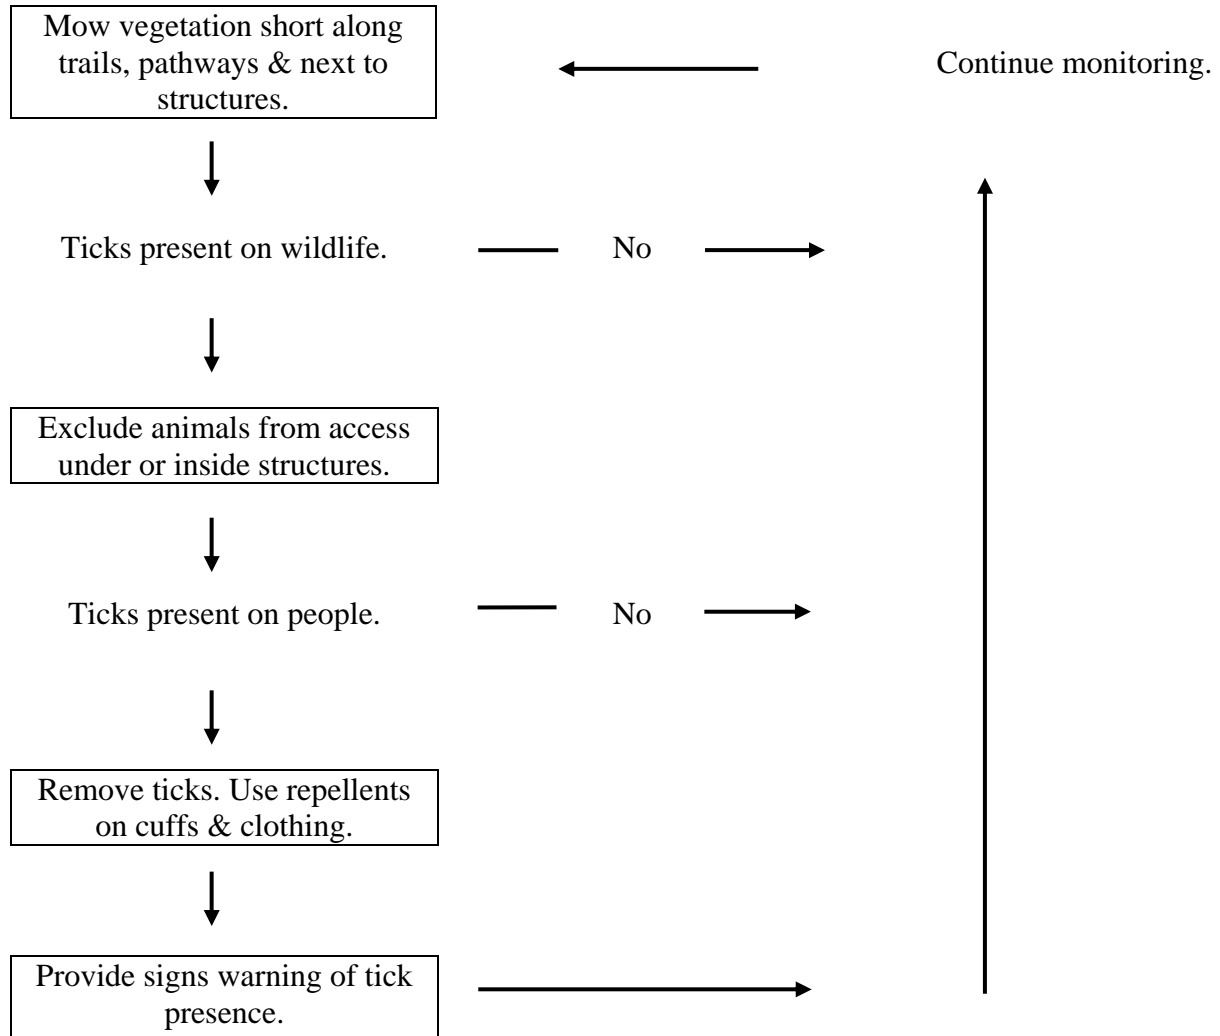 Mow vegetation short along
trails, pathways & next to
structures.
Continue monitoring.
Ticks present on wildlife.
No
Exclude animals from access
under or inside structures.
Ticks present on people.
No
Remove ticks. Use repellents
on cuffs & clothing.
Provide signs warning of tick
presence.